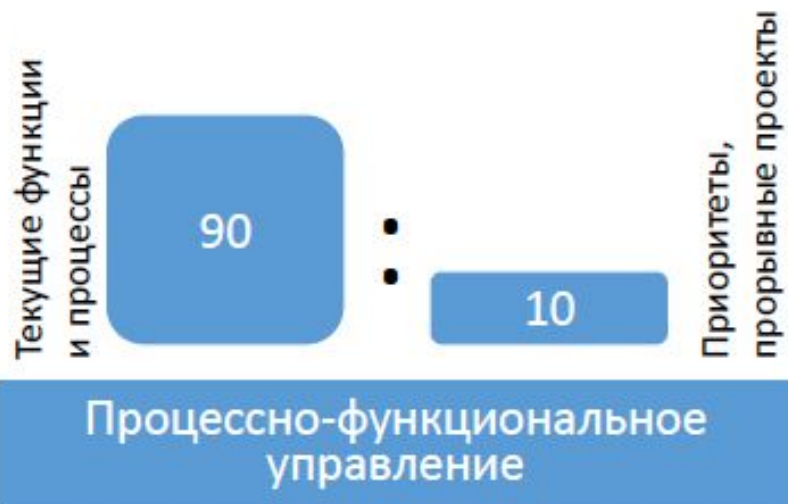 Текущие функции
и процессы
90
:
10
Приоритеты,
прорывные проекты
Процессно-функциональное
управление